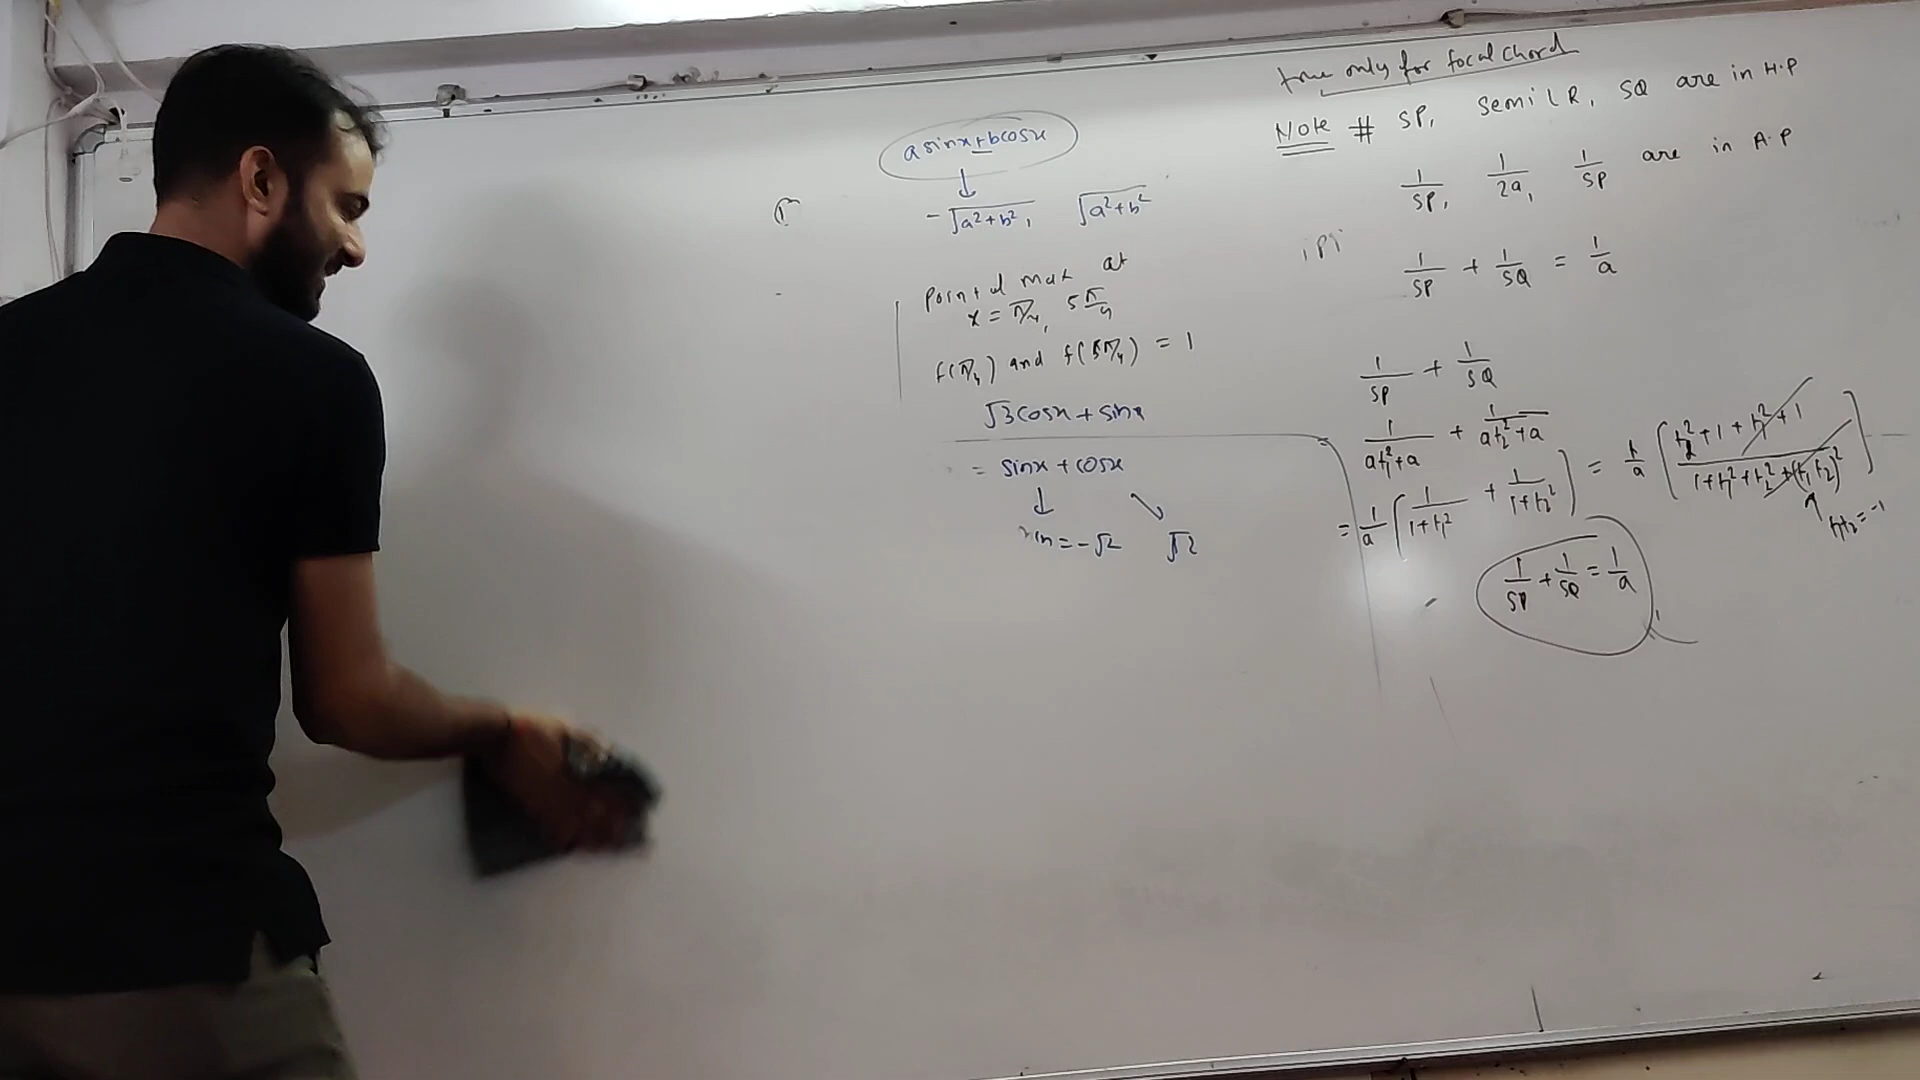 a sinx + bcosx
-√a²+b², √a²+b²
at
x = π/4, 5π/4
f(π/4) and f(5π/4) = 1
√3cosx + sinx
= sinx + cosx
= -√2 √2
true only for focal chord
Note # SP, Semi LR, SQ are in H.P
1/SP, 1/2a, 1/SP are in A.P
1/SP + 1/SQ = 1/a
1/SP + 1/SQ
= 1/(at₁²+a) + 1/(at₂²+a)
= 1/a [1/(1+t₁²) + 1/(1+t₂²)] = 1/a [(t₂²+1+t₁²+1)/(1+t₁²+t₂²+(t₁t₂)²)]
t₁t₂ = -1
1/SP + 1/SQ = 1/a